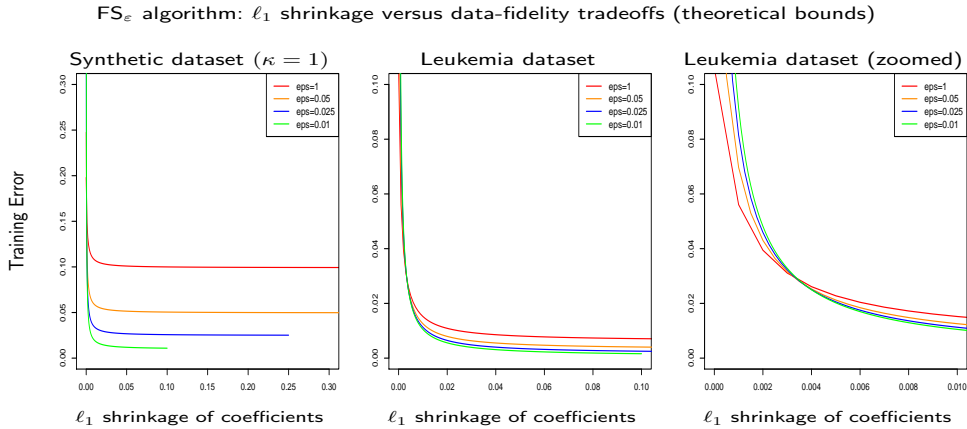 FSε algorithm: ℓ1 shrinkage versus data-fidelity tradeoffs (theoretical bounds)
Synthetic dataset (κ = 1)
Leukemia dataset
Leukemia dataset (zoomed)
Training Error
0.30
0.20
0.15
0.10
0.05
0.00
eps=1
eps=0.05
eps=0.025
eps=0.01
0.00 0.05 0.10 0.15 0.20 0.25 0.30
0.10
0.08
0.06
0.04
0.02
0.00
eps=1
eps=0.05
eps=0.025
eps=0.01
0.00 0.02 0.04 0.06 0.08 0.10
0.10
0.08
0.06
0.04
0.02
0.00
eps=1
eps=0.05
eps=0.025
eps=0.01
0.000 0.002 0.004 0.006 0.008 0.010
ℓ1 shrinkage of coefficients
ℓ1 shrinkage of coefficients
ℓ1 shrinkage of coefficients